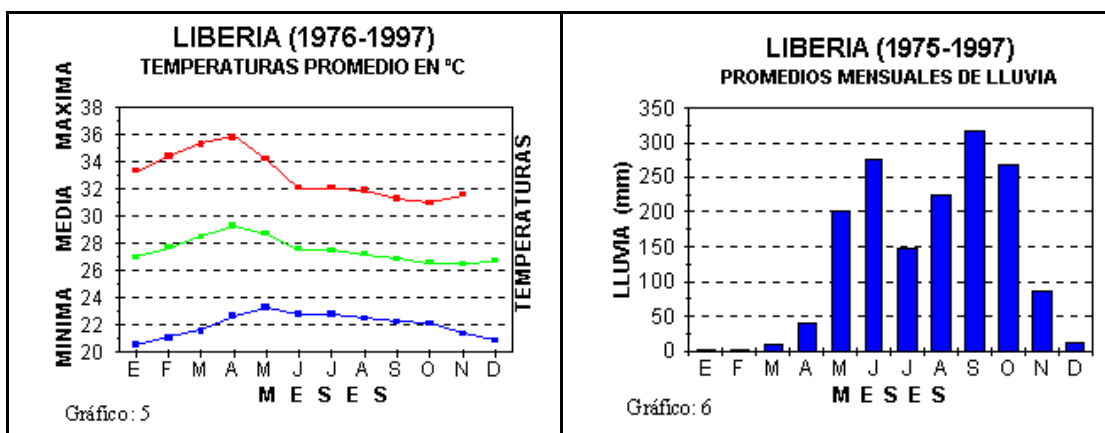 LIBERIA (1976-1997)
TEMPERATURAS PROMEDIO EN ºC
MAXIMA
MEDIA
MINIMA
38
36
34
32
30
28
26
24
22
20
E F M A M J J A S O N D
M E S E S
TEMPERATURAS
Gráfico: 5
LIBERIA (1975-1997)
PROMEDIOS MENSUALES DE LLUVIA
LLUVIA (mm)
350
300
250
200
150
100
50
0
E F M A M J J A S O N D
M E S E S
Gráfico: 6